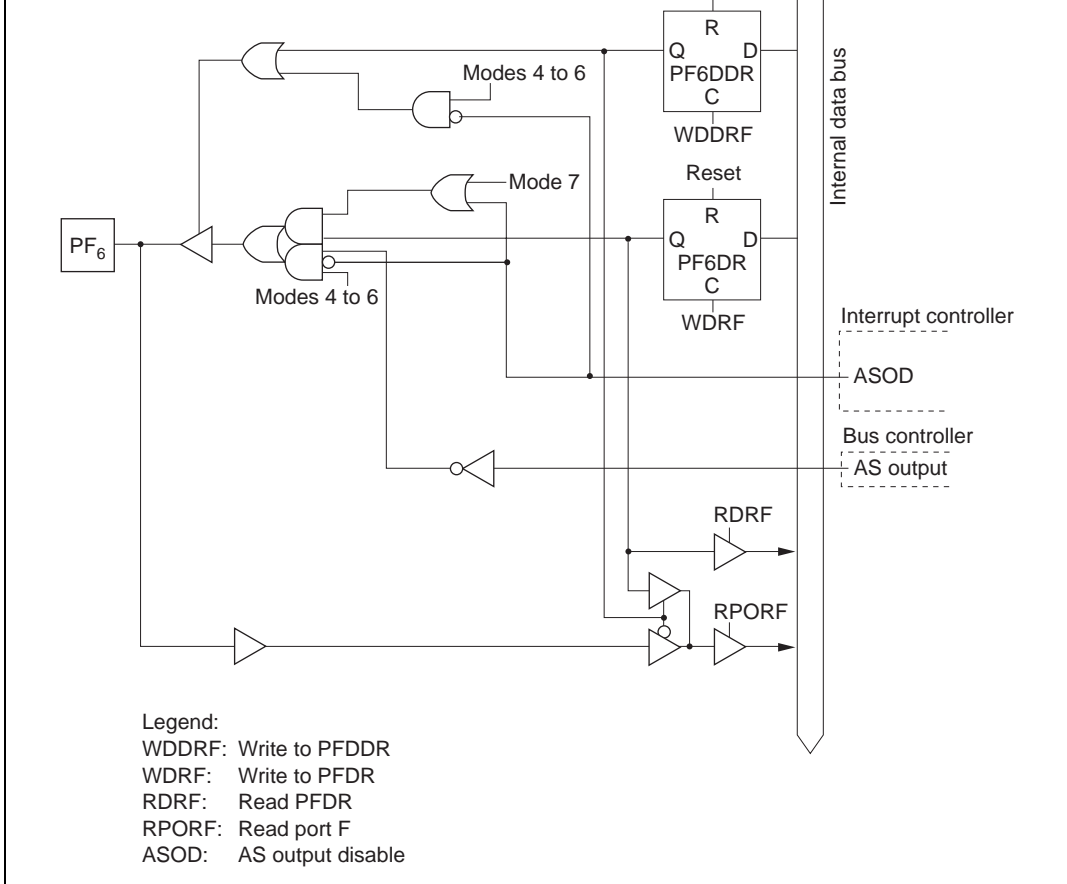 R
Q D
PF6DDR
C
WDDRF
Modes 4 to 6
Internal data bus
Reset
Mode 7
R
Q D
PF6DR
C
WDRF
PF6
Modes 4 to 6
Interrupt controller
ASOD
Bus controller
AS output
RDRF
RPORF
Legend:
WDDRF: Write to PFDDR
WDRF: Write to PFDR
RDRF: Read PFDR
RPORF: Read port F
ASOD: AS output disable